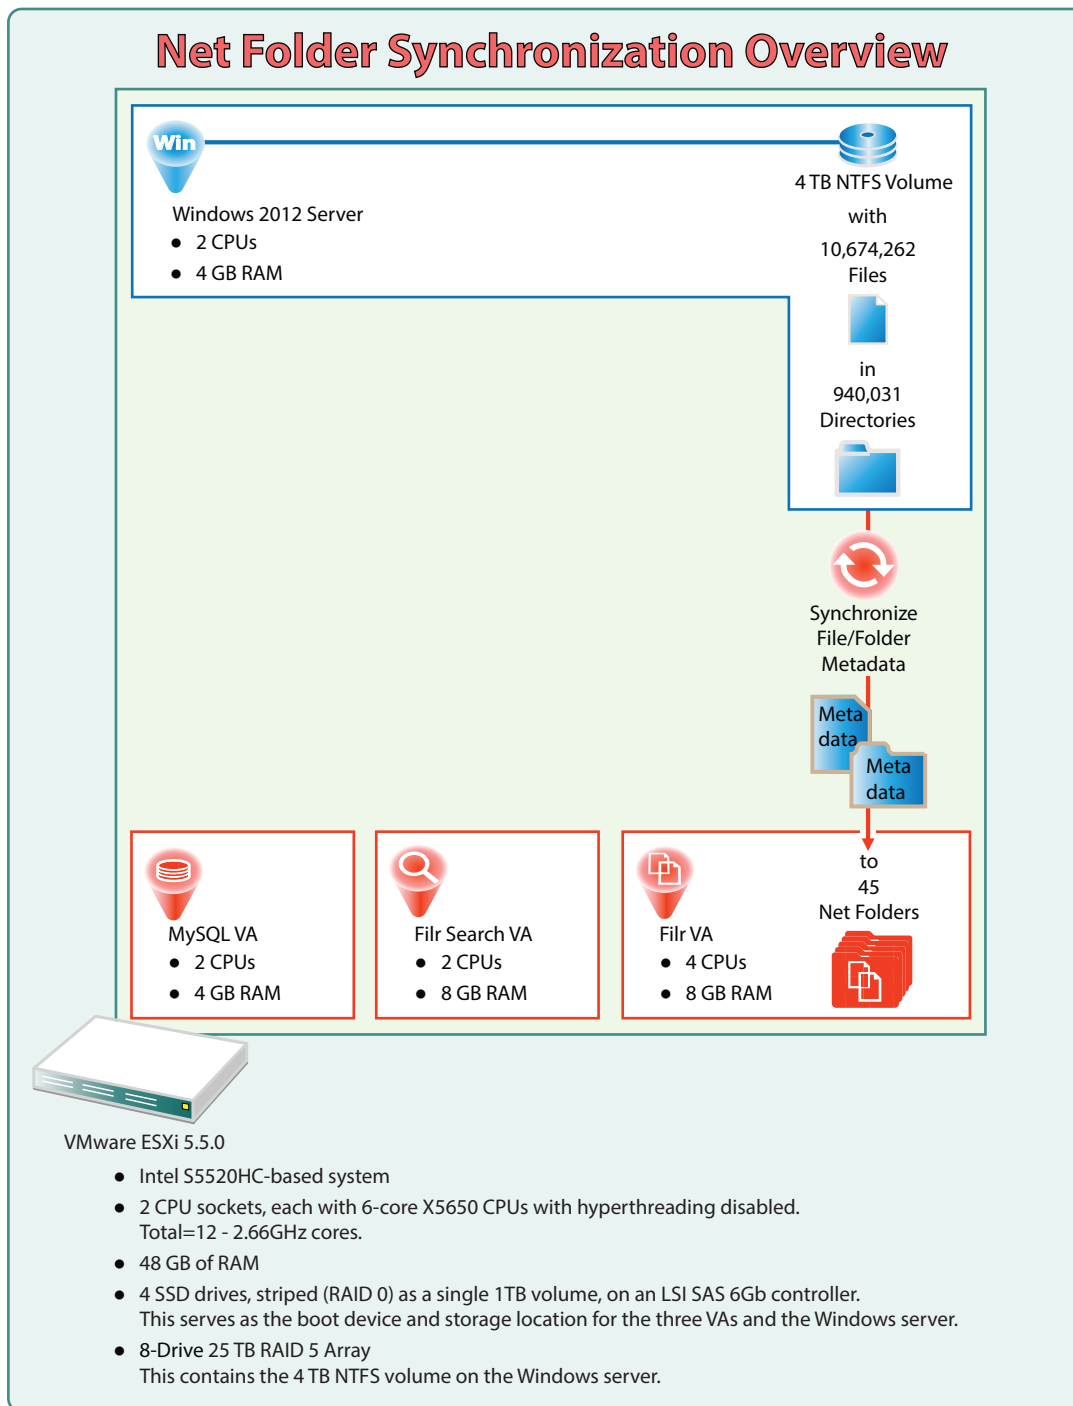 Net Folder Synchronization Overview
Win
4 TB NTFS Volume
with
10,674,262
Files
in
940,031
Directories
Windows 2012 Server
● 2 CPUs
● 4 GB RAM
Synchronize
File/Folder
Metadata
Meta
data
Meta
data
to
45
Net Folders
MySQL VA
● 2 CPUs
● 4 GB RAM
Filr Search VA
● 2 CPUs
● 8 GB RAM
Filr VA
● 4 CPUs
● 8 GB RAM
VMware ESXi 5.5.0
● Intel S5520HC-based system
● 2 CPU sockets, each with 6-core X5650 CPUs with hyperthreading disabled.
Total=12 - 2.66GHz cores.
● 48 GB of RAM
● 4 SSD drives, striped (RAID 0) as a single 1TB volume, on an LSI SAS 6Gb controller.
This serves as the boot device and storage location for the three VAs and the Windows server.
● 8-Drive 25 TB RAID 5 Array
This contains the 4 TB NTFS volume on the Windows server.